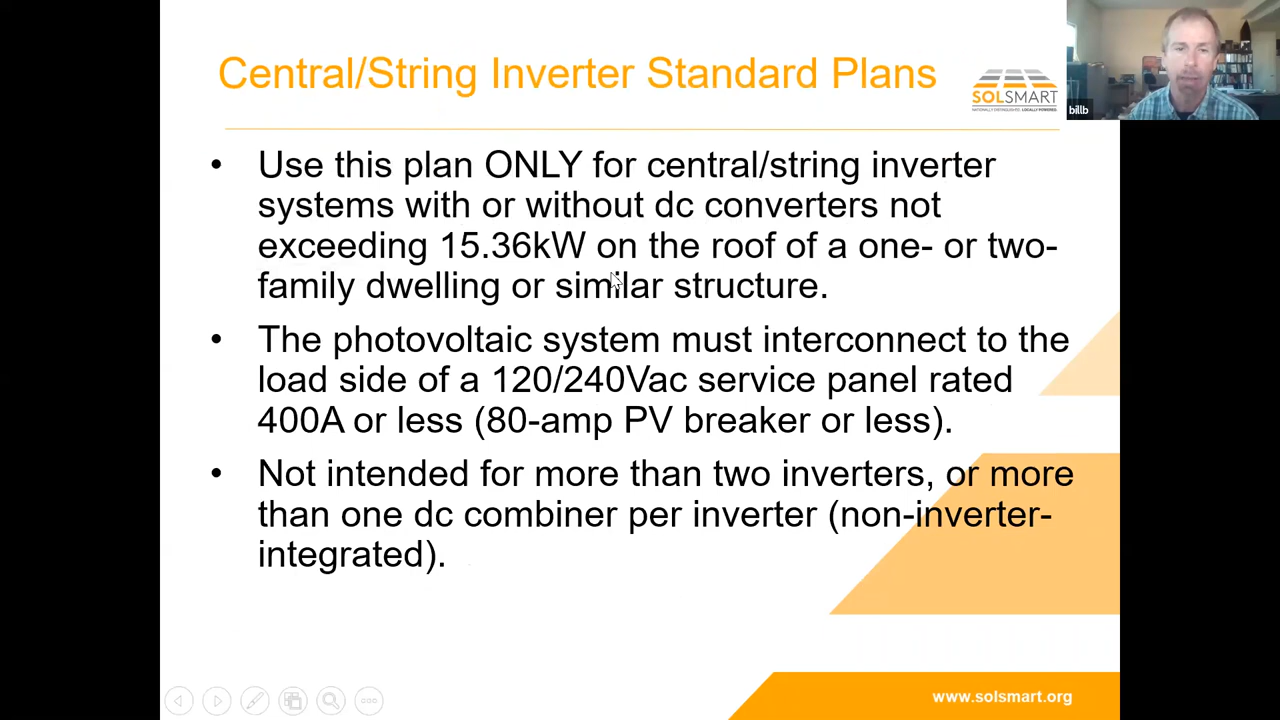 Central/String Inverter Standard Plans
SOLSMART
NATIONALLY DISTINGUISHED. LOCALLY POWERED.
billb
• Use this plan ONLY for central/string inverter
systems with or without dc converters not
exceeding 15.36kW on the roof of a one- or two-
family dwelling or similar structure.
• The photovoltaic system must interconnect to the
load side of a 120/240Vac service panel rated
400A or less (80-amp PV breaker or less).
• Not intended for more than two inverters, or more
than one dc combiner per inverter (non-inverter-
integrated).
www.solsmart.org